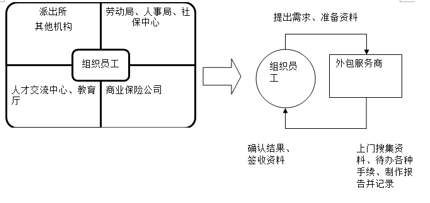 派出所
其他机构
劳动局、人事局、社
保中心
组织员工
人才交流中心、教育
厅
商业保险公司
提出需求、准备资料
组织员
工
外包服务商
确认结果、
签收资料
上门搜集资
料、待办各种
手续、制作报
告并记录